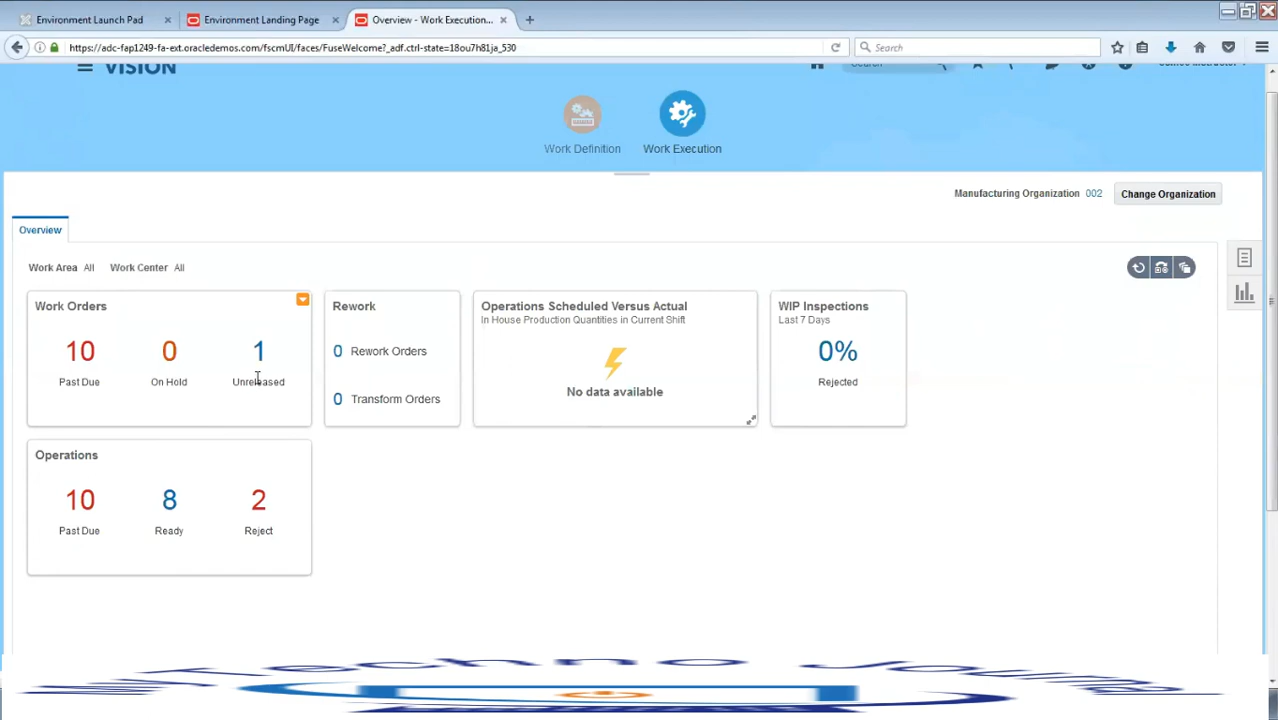 Environment Launch Pad
Environment Landing Page
Overview - Work Execution...
https://adc-fap1249-fa-ext.oracledemos.com/fscmUI/faces/FuseWelcome?_adf.ctrl-state=18ou7h81ja_530
Search
VISION
Work Definition
Work Execution
Manufacturing Organization 002
Change Organization
Overview
Work Area All Work Center All
Work Orders
10
Past Due
0
On Hold
1
Unreleased
Rework
0 Rework Orders
0 Transform Orders
Operations Scheduled Versus Actual
In House Production Quantities in Current Shift
No data available
WIP Inspections
Last 7 Days
0%
Rejected
Operations
10
Past Due
8
Ready
2
Reject